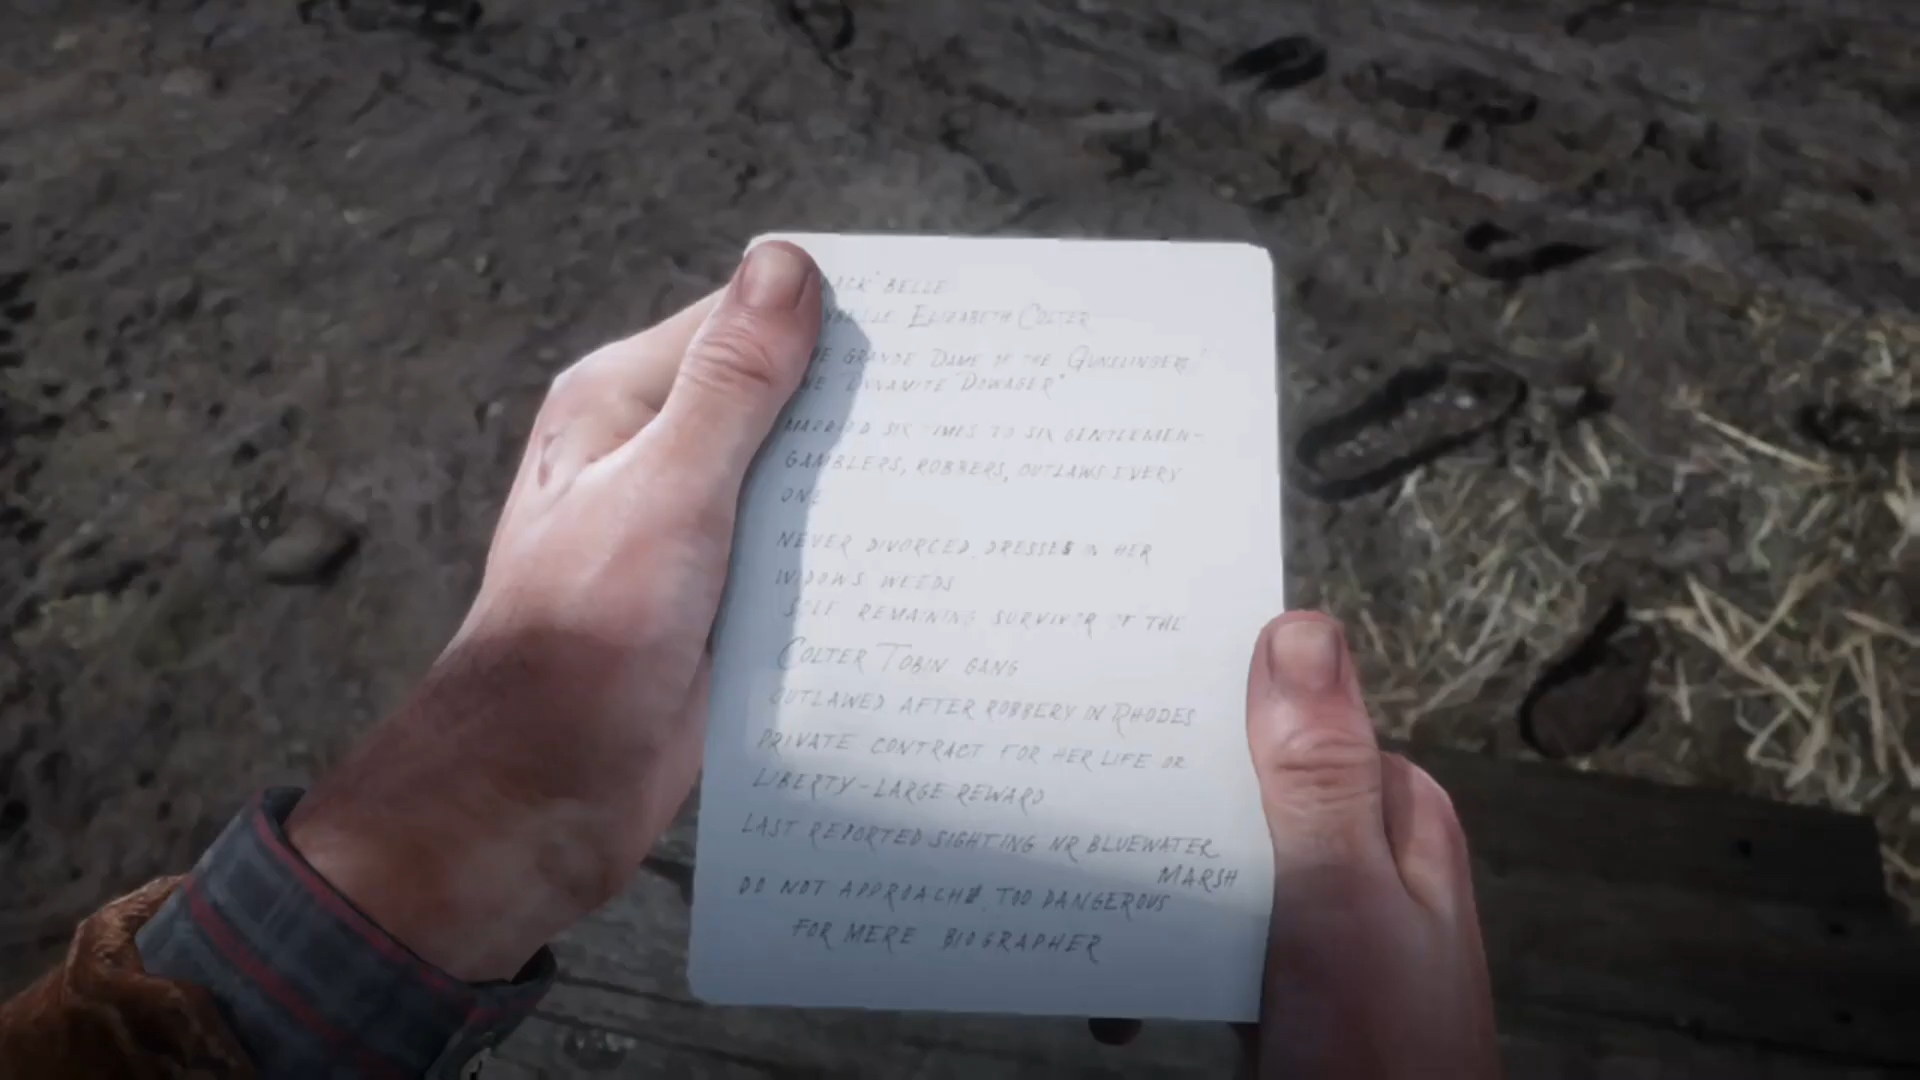 BELLE
ELIZABETH COLTER
GRANDE DAME OF THE GUNSLINGERS,
"DYNAMITE DOWAGER"
MARRIED SIX TIMES TO SIX GENTLEMEN-
GAMBLERS, ROBBERS, OUTLAWS EVERY
ONE
NEVER DIVORCED. DRESSES IN HER
WIDOWS WEEDS
SOLE REMAINING SURVIVOR OF THE
COLTER TOBIN GANG
OUTLAWED AFTER ROBBERY IN RHODES
PRIVATE CONTRACT FOR HER LIFE OR
LIBERTY-LARGE REWARD
LAST REPORTED SIGHTING NR BLUEWATER
MARSH
DO NOT APPROACH. TOO DANGEROUS
FOR MERE BIOGRAPHER